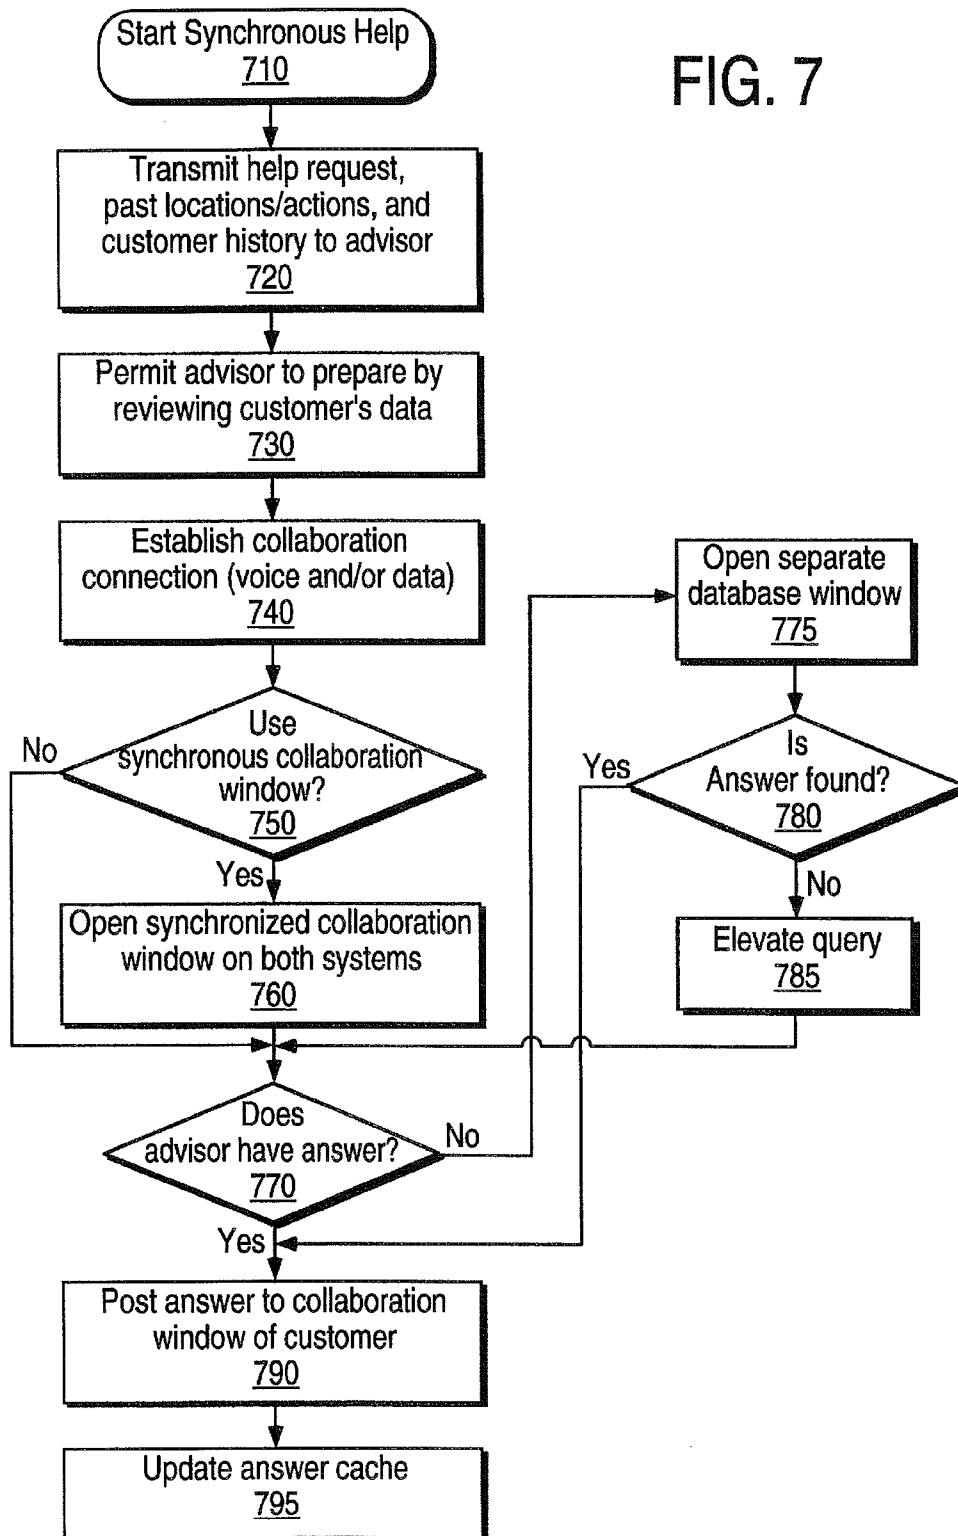 Start Synchronous Help
710
FIG. 7
Transmit help request,
past locations/actions, and
customer history to advisor
720
Permit advisor to prepare by
reviewing customer's data
730
Establish collaboration
connection (voice and/or data)
740
Use
synchronous collaboration
window?
750
No
Yes
Open synchronized collaboration
window on both systems
760
Does
advisor have answer?
770
No
Yes
Open separate
database window
775
Is
Answer found?
780
Yes
No
Elevate query
785
Post answer to collaboration
window of customer
790
Update answer cache
795